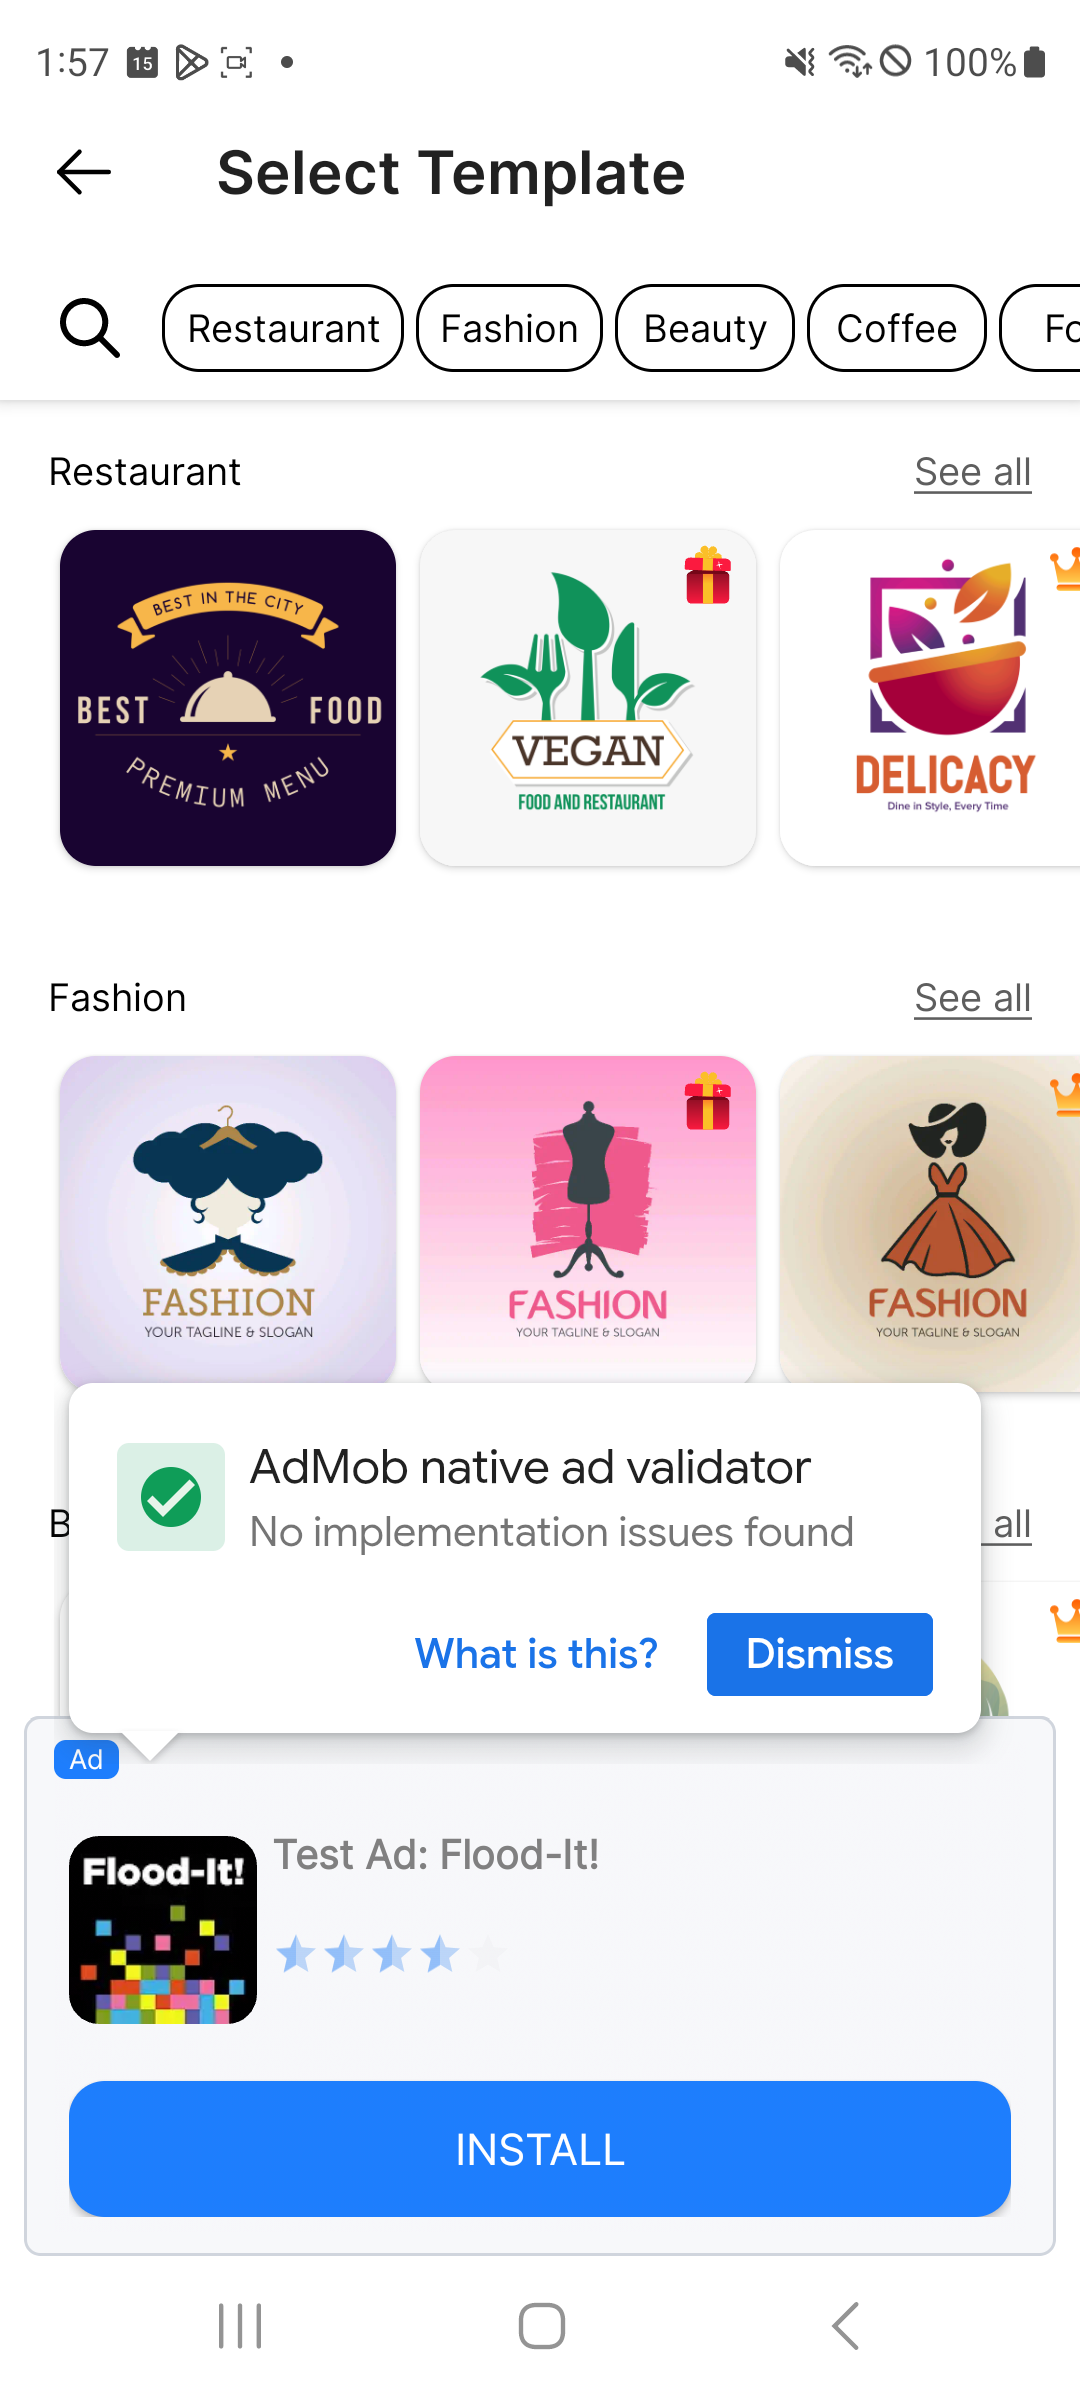 1:57
15
100%
Select Template
Restaurant
Fashion
Beauty
Coffee
Fo
Restaurant
See all
BEST IN THE CITY
BEST FOOD
PREMIUM MENU
VEGAN
FOOD AND RESTAURANT
DELICACY
Dine in Style, Every Time
Fashion
See all
FASHION
YOUR TAGLINE & SLOGAN
FASHION
YOUR TAGLINE & SLOGAN
FASHION
YOUR TAGLINE & SLOGAN
B
all
AdMob native ad validator
No implementation issues found
What is this?
Dismiss
Ad
Flood-It!
Test Ad: Flood-It!
INSTALL